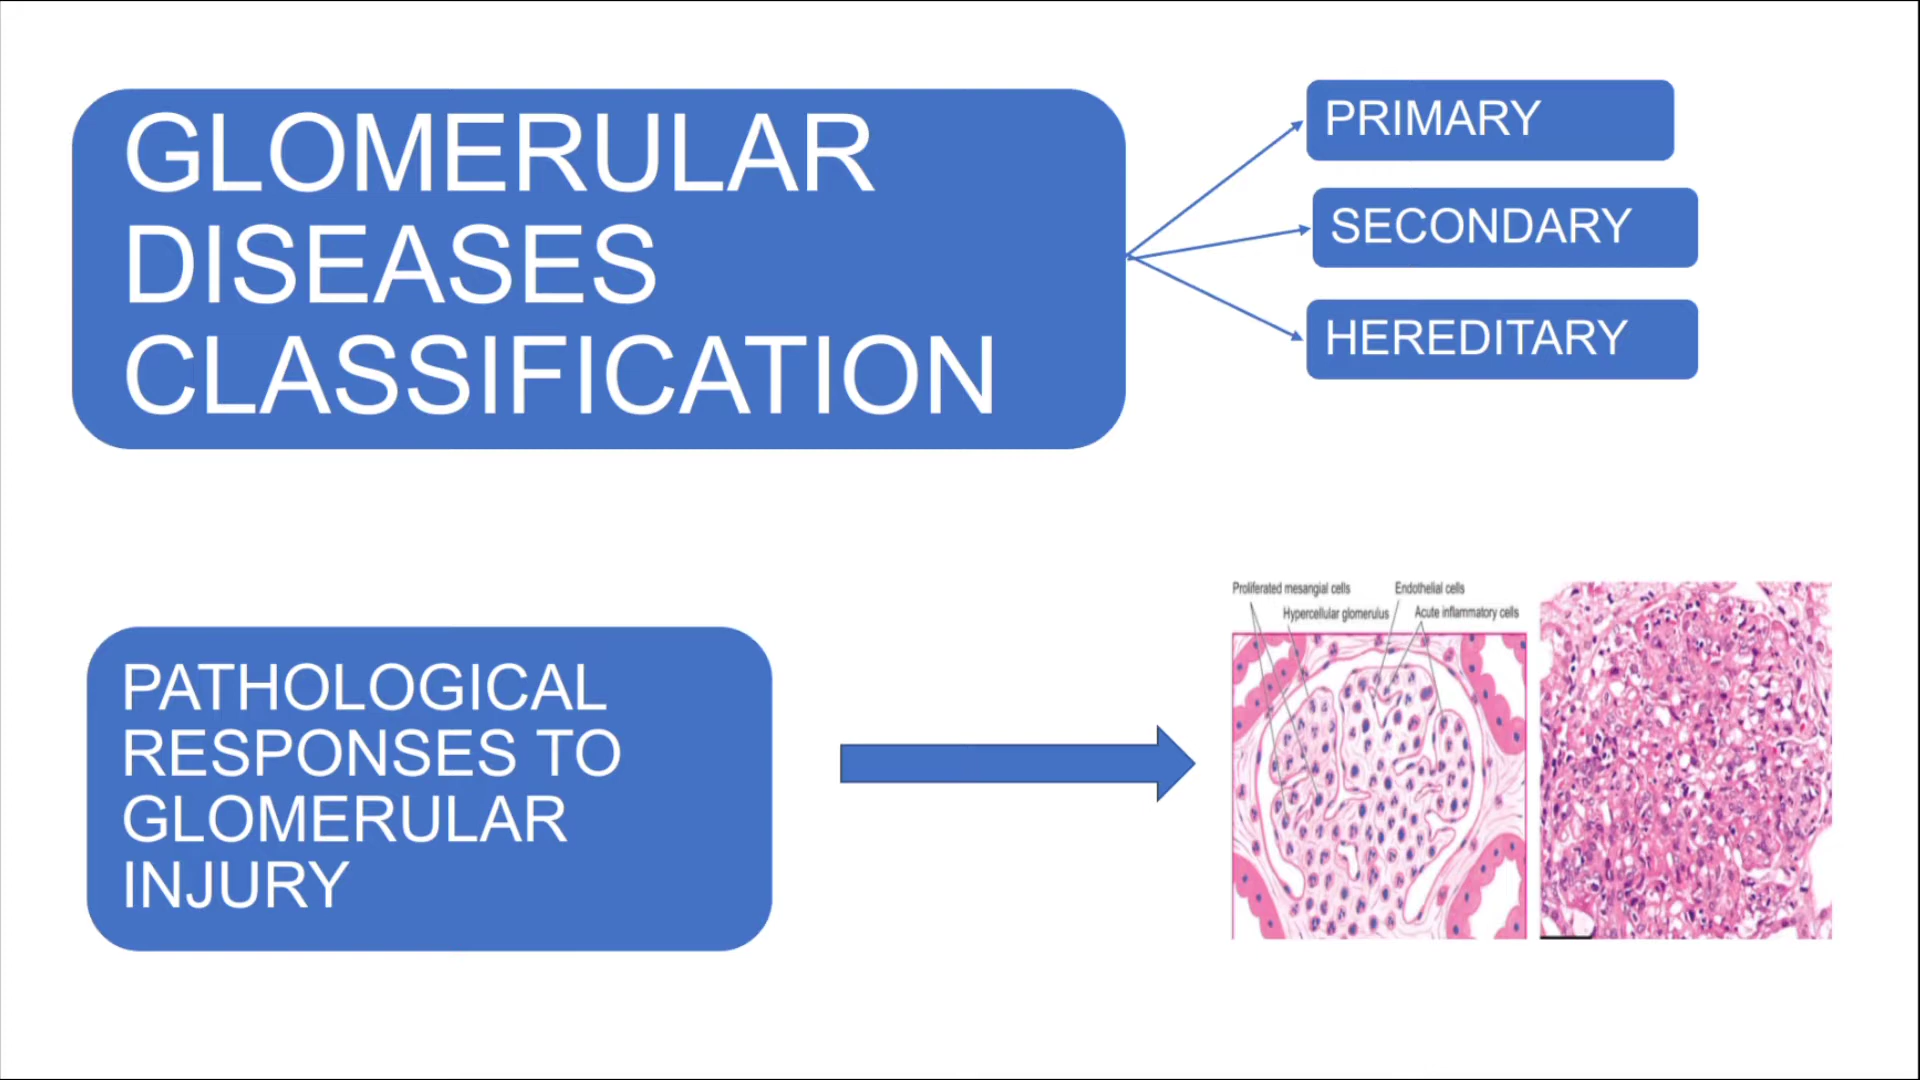 GLOMERULAR
DISEASES
CLASSIFICATION
PRIMARY
SECONDARY
HEREDITARY
PATHOLOGICAL
RESPONSES TO
GLOMERULAR
INJURY
Proliferated mesangial cells
Endothelial cells
Hypercellular glomerulus
Acute inflammatory cells